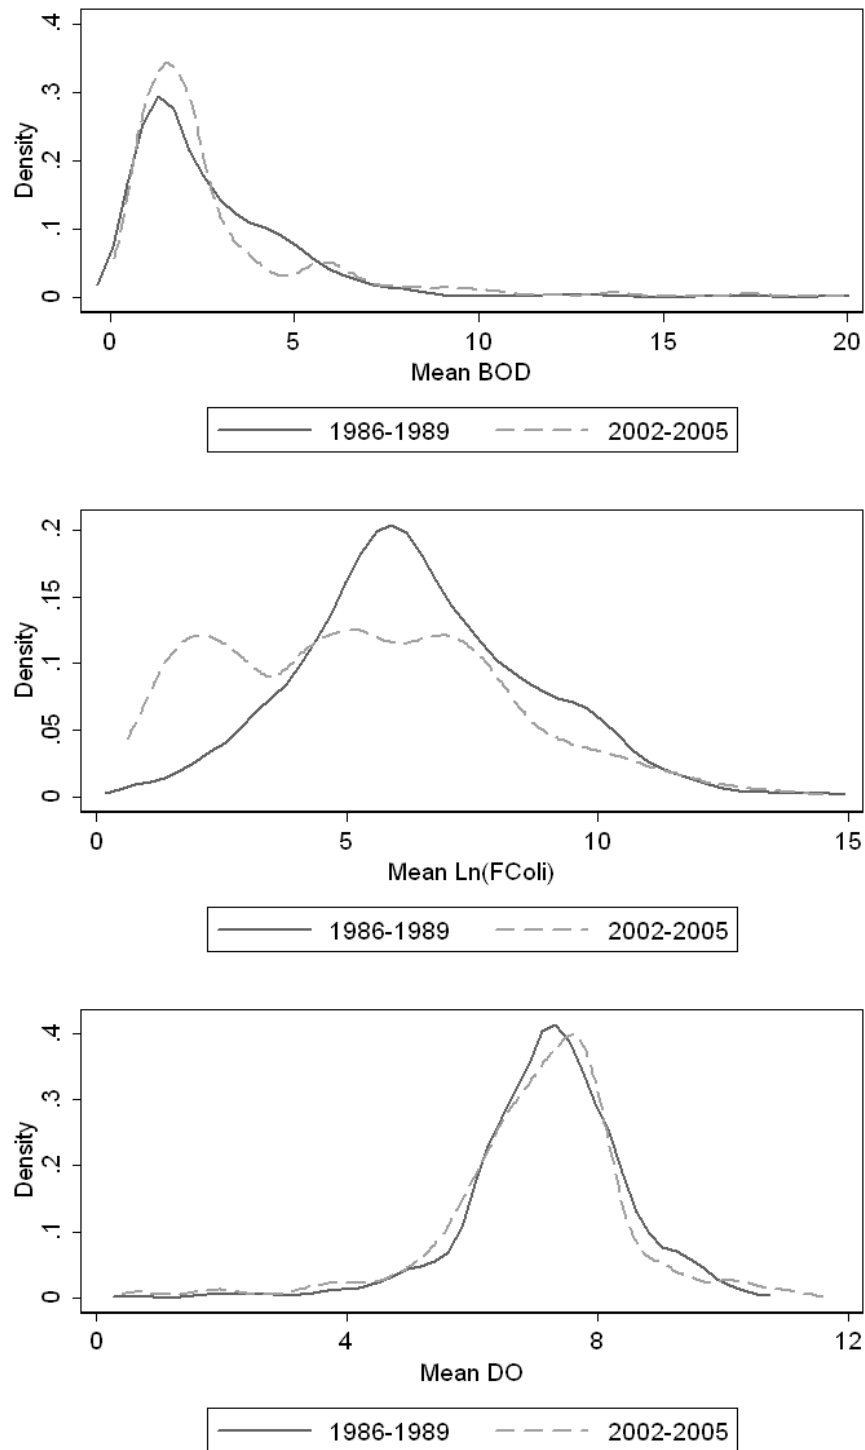 .4
.3
.2
.1
0
Density
0 5 10 15 20
Mean BOD
1986-1989 2002-2005
.2
.15
.1
.05
0
Density
0 5 10 15
Mean Ln(FColi)
1986-1989 2002-2005
.4
.3
.2
.1
0
Density
0 4 8 12
Mean DO
1986-1989 2002-2005